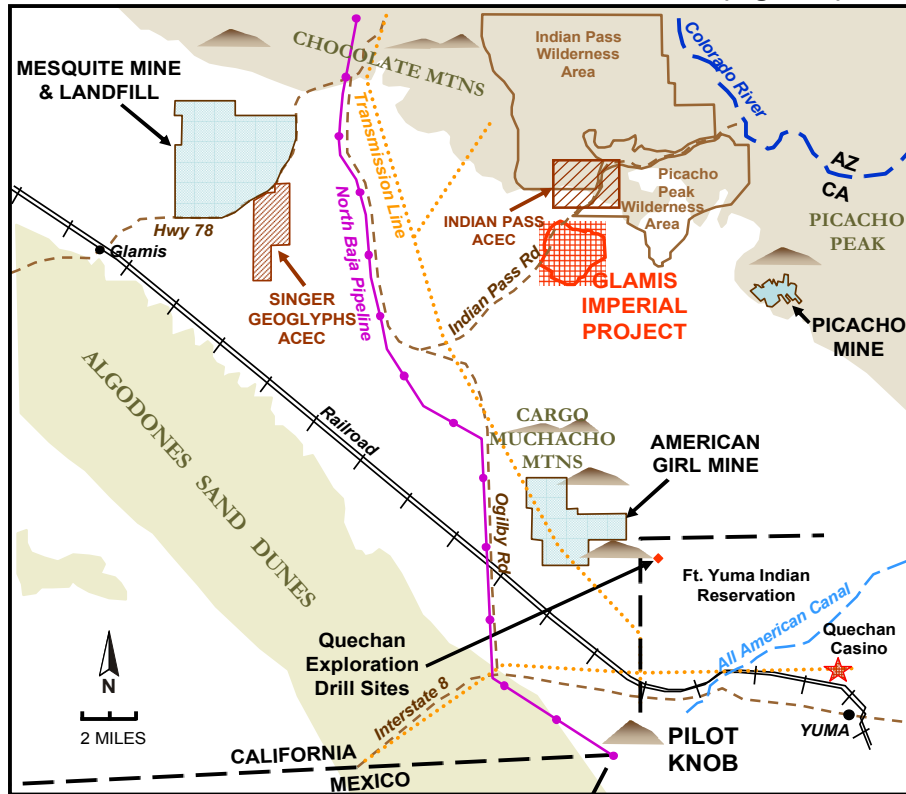 Indian Pass
Wilderness
Area
Colorado River
CHOCOLATE MTNS
MESQUITE MINE
& LANDFILL
Transmission Line
AZ
CA
Picacho
Peak
Wilderness
Area
PICACHO
PEAK
INDIAN PASS
ACEC
Hwy 78
Glamis
North Baja Pipeline
Indian Pass Rd
GLAMIS
IMPERIAL
PROJECT
SINGER
GEOGLYPHS
ACEC
PICACHO
MINE
ALGODONES SAND DUNES
Railroad
CARGO
MUCHACHO
MTNS
AMERICAN
GIRL MINE
Ogilby Rd
Ft. Yuma Indian
Reservation
All American Canal
Quechan
Casino
Quechan
Exploration
Drill Sites
N
2 MILES
Interstate 8
YUMA
PILOT
KNOB
CALIFORNIA
MEXICO